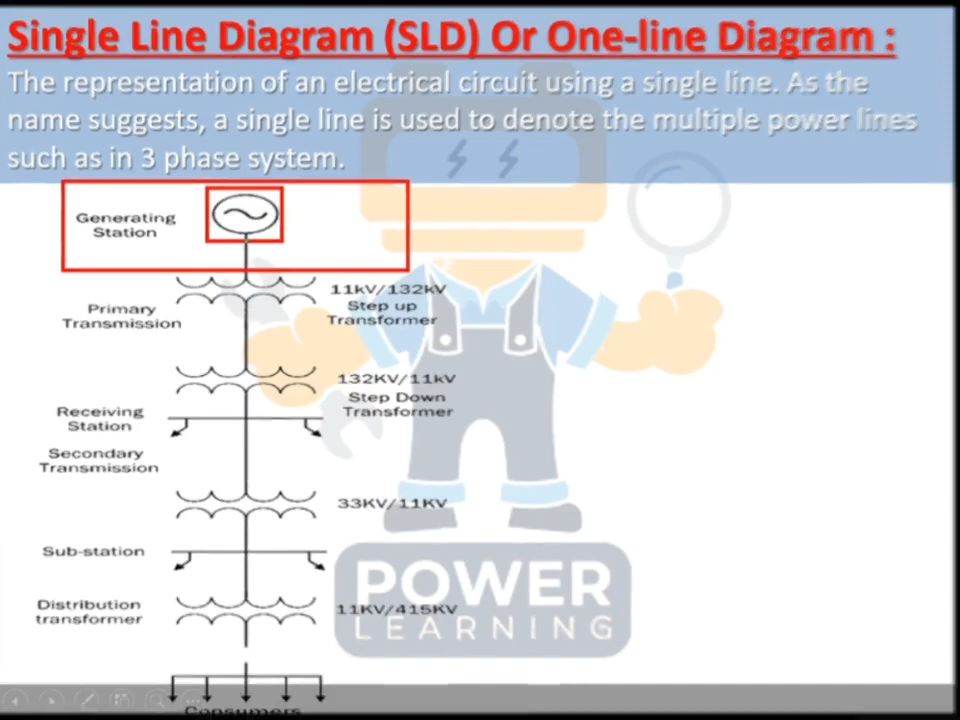 Single Line Diagram (SLD) Or One-line Diagram :
The representation of an electrical circuit using a single line. As the
name suggests, a single line is used to denote the multiple power lines
such as in 3 phase system.
Generating
Station
Primary
Transmission
11kV/132kV
Step up
Transformer
132KV/11kV
Step Down
Transformer
Receiving
Station
Secondary
Transmission
33KV/11KV
Sub-station
Distribution
transformer
11KV/415KV
POWER
LEARNING
Consumers